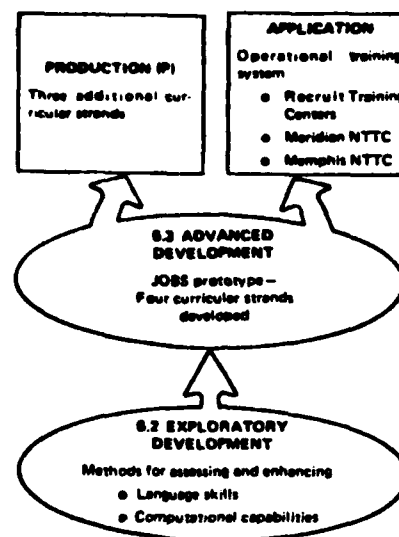 PRODUCTION (P)
Three additional cur-
ricular strands
APPLICATION
Operational training
system
● Recruit Training
Centers
● Meridian NTTC
● Memphis NTTC
6.3 ADVANCED
DEVELOPMENT
JOBS prototype—
Four curricular strands
developed
6.2 EXPLORATORY
DEVELOPMENT
Methods for assessing and enhancing
● Language skills
● Computational capabilities